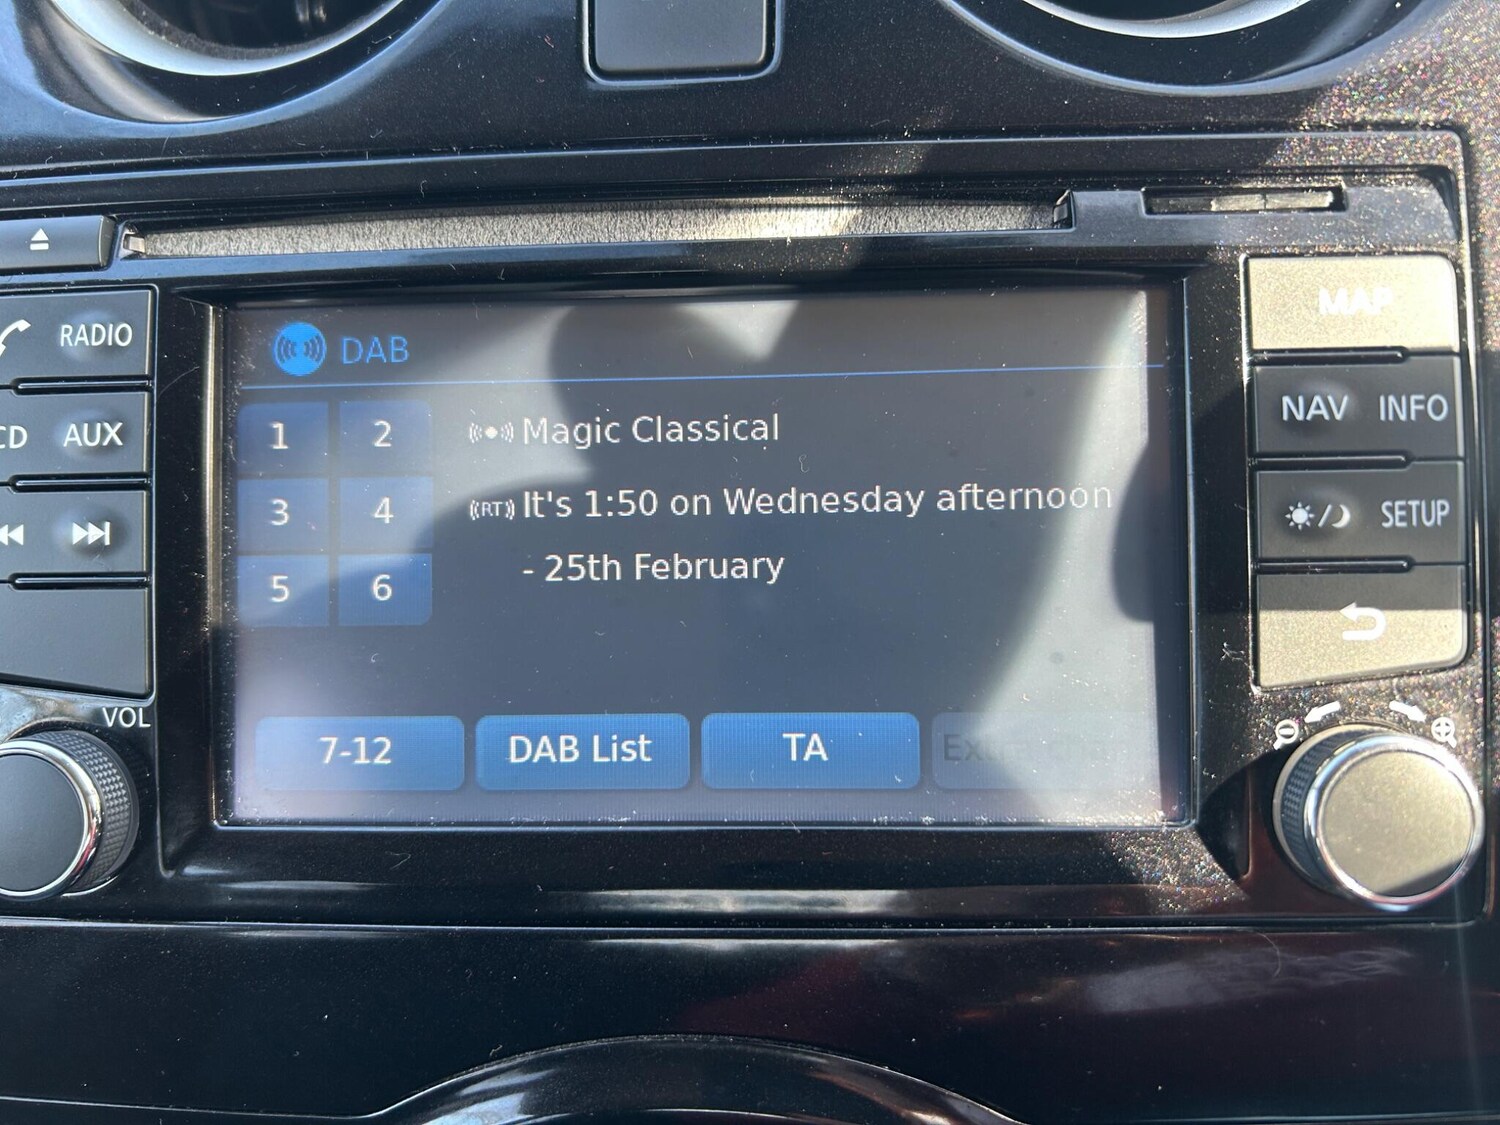 RADIO
CD AUX
VOL
DAB
1 2
3 4
5 6
Magic Classical
RT It's 1:50 on Wednesday afternoon
- 25th February
7-12 DAB List TA
MAP
NAV INFO
SETUP